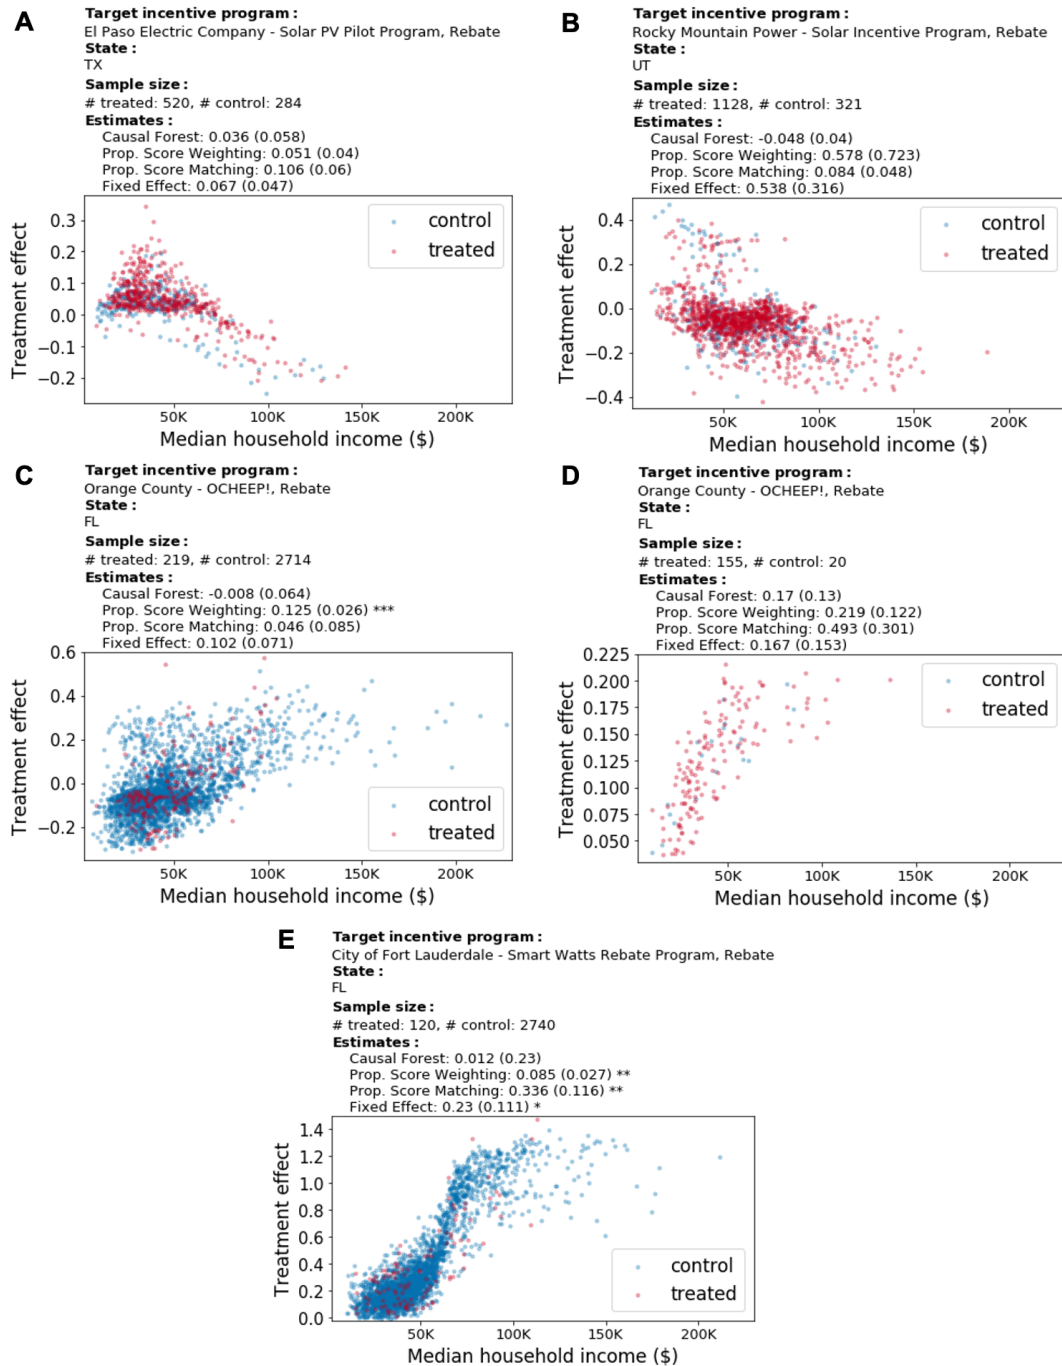 A
Target incentive program :
El Paso Electric Company - Solar PV Pilot Program, Rebate
State :
TX
Sample size :
# treated: 520, # control: 284
Estimates :
Causal Forest: 0.036 (0.058)
Prop. Score Weighting: 0.051 (0.04)
Prop. Score Matching: 0.106 (0.06)
Fixed Effect: 0.067 (0.047)
Treatment effect
0.3
0.2
0.1
0.0
−0.1
−0.2
control
treated
50K 100K 150K 200K
Median household income ($)
B
Target incentive program :
Rocky Mountain Power - Solar Incentive Program, Rebate
State :
UT
Sample size :
# treated: 1128, # control: 321
Estimates :
Causal Forest: -0.048 (0.04)
Prop. Score Weighting: 0.578 (0.723)
Prop. Score Matching: 0.084 (0.048)
Fixed Effect: 0.538 (0.316)
Treatment effect
0.4
0.2
0.0
−0.2
−0.4
control
treated
50K 100K 150K 200K
Median household income ($)
C
Target incentive program :
Orange County - OCHEEP!, Rebate
State :
FL
Sample size :
# treated: 219, # control: 2714
Estimates :
Causal Forest: -0.008 (0.064)
Prop. Score Weighting: 0.125 (0.026) ***
Prop. Score Matching: 0.046 (0.085)
Fixed Effect: 0.102 (0.071)
Treatment effect
0.6
0.4
0.2
0.0
−0.2
control
treated
50K 100K 150K 200K
Median household income ($)
D
Target incentive program :
Orange County - OCHEEP!, Rebate
State :
FL
Sample size :
# treated: 155, # control: 20
Estimates :
Causal Forest: 0.17 (0.13)
Prop. Score Weighting: 0.219 (0.122)
Prop. Score Matching: 0.493 (0.301)
Fixed Effect: 0.167 (0.153)
Treatment effect
0.225
0.200
0.175
0.150
0.125
0.100
0.075
0.050
control
treated
50K 100K 150K 200K
Median household income ($)
E
Target incentive program :
City of Fort Lauderdale - Smart Watts Rebate Program, Rebate
State :
FL
Sample size :
# treated: 120, # control: 2740
Estimates :
Causal Forest: 0.012 (0.23)
Prop. Score Weighting: 0.085 (0.027) **
Prop. Score Matching: 0.336 (0.116) **
Fixed Effect: 0.23 (0.111) *
Treatment effect
1.4
1.2
1.0
0.8
0.6
0.4
0.2
0.0
control
treated
50K 100K 150K 200K
Median household income ($)